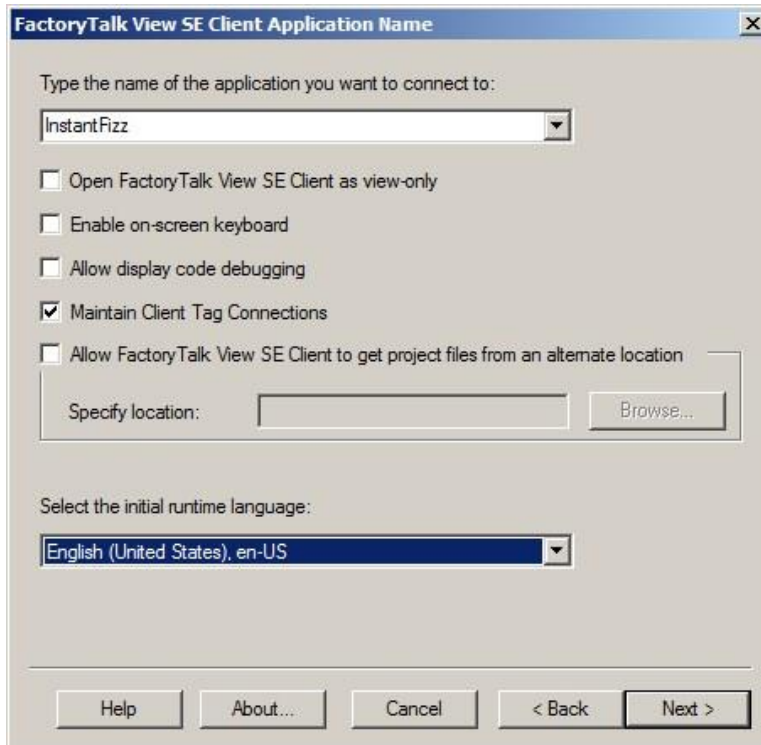 FactoryTalk View SE Client Application Name
Type the name of the application you want to connect to:
InstantFizz
Open FactoryTalk View SE Client as view-only
Enable on-screen keyboard
Allow display code debugging
Maintain Client Tag Connections
Allow FactoryTalk View SE Client to get project files from an alternate location
Specify location:
Browse...
Select the initial runtime language:
English (United States), en-US
Help About... Cancel < Back Next >